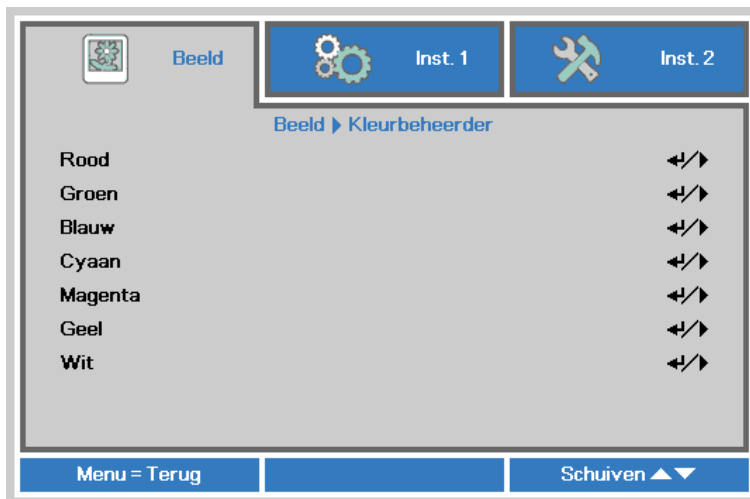 Beeld
Inst. 1
Inst. 2
Beeld ▶ Kleurbeheerder
Rood ↵/▶
Groen ↵/▶
Blauw ↵/▶
Cyaan ↵/▶
Magenta ↵/▶
Geel ↵/▶
Wit ↵/▶
Menu = Terug
Schuiven ▲▼